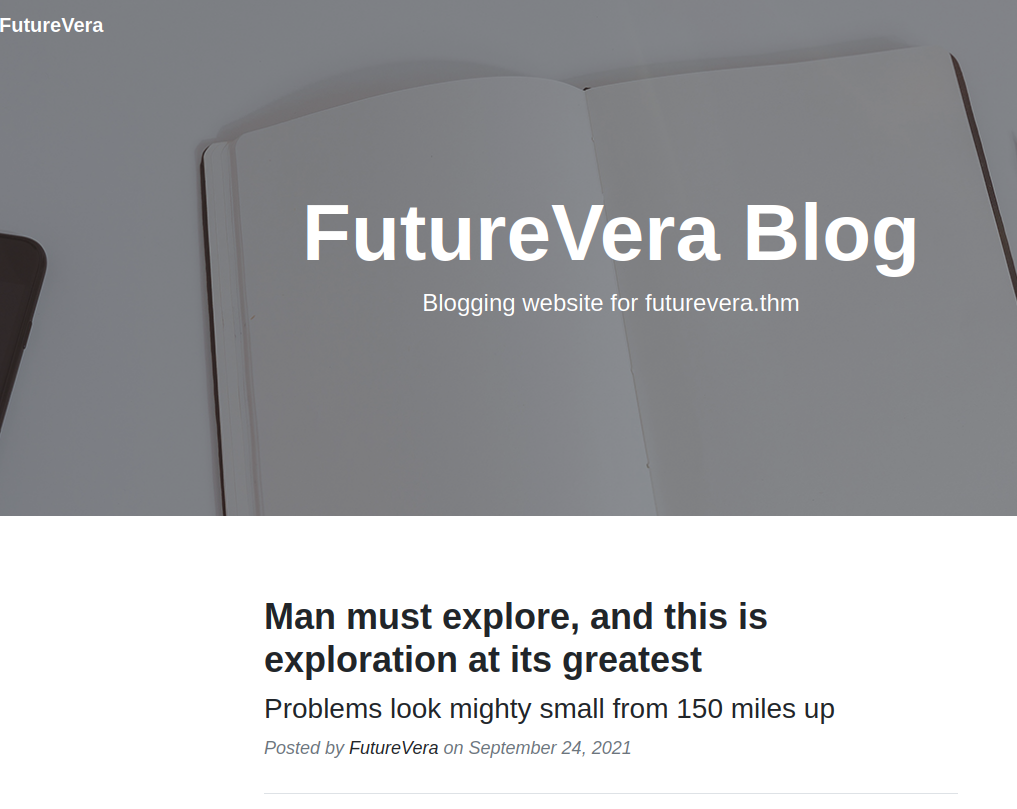 FutureVera
FutureVera Blog
Blogging website for futurevera.thm
Man must explore, and this is
exploration at its greatest
Problems look mighty small from 150 miles up
Posted by FutureVera on September 24, 2021